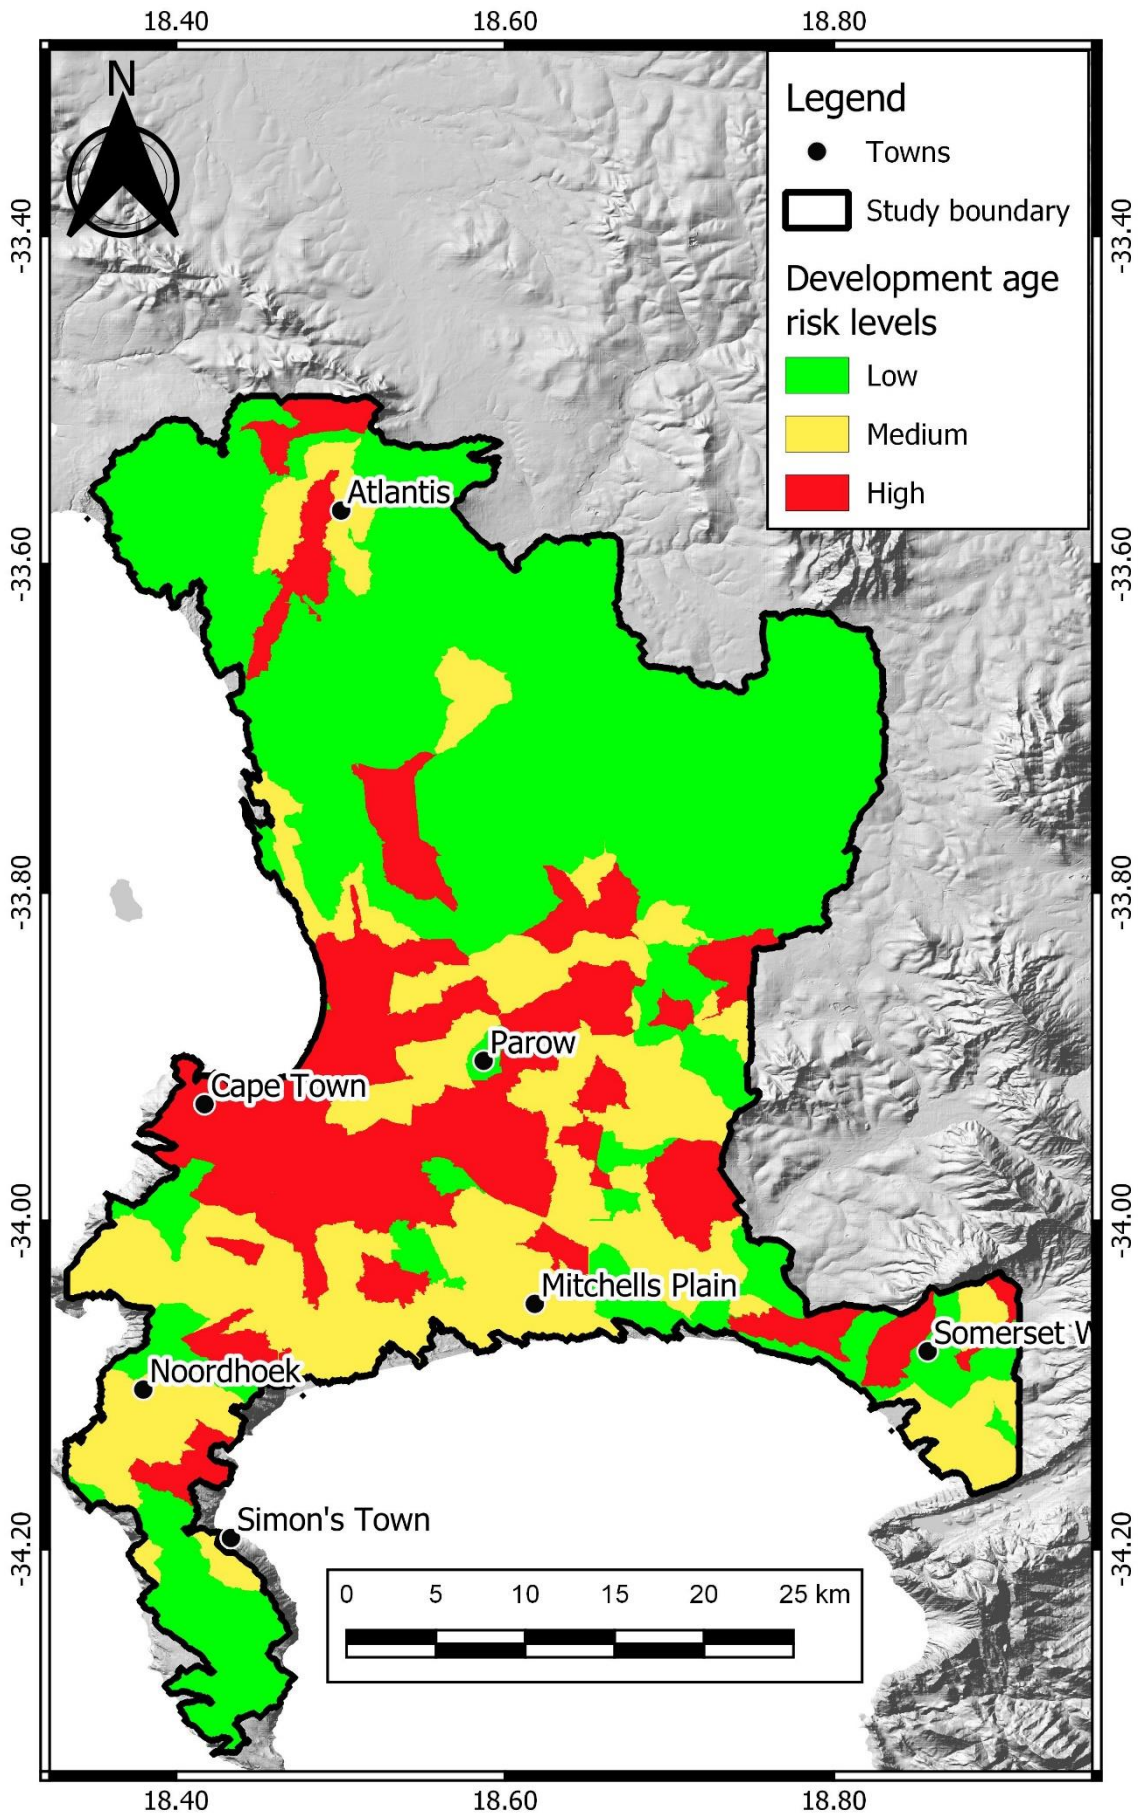 18.40 18.60 18.80
N
Legend
Towns
Study boundary
Development age
risk levels
Low
Medium
High
-33.40 -33.40
Atlantis
-33.60 -33.60
-33.80 -33.80
Parow
Cape Town
-34.00 -34.00
Mitchells Plain
Somerset W
Noordhoek
Simon's Town
-34.20 -34.20
0 5 10 15 20 25 km
18.40 18.60 18.80